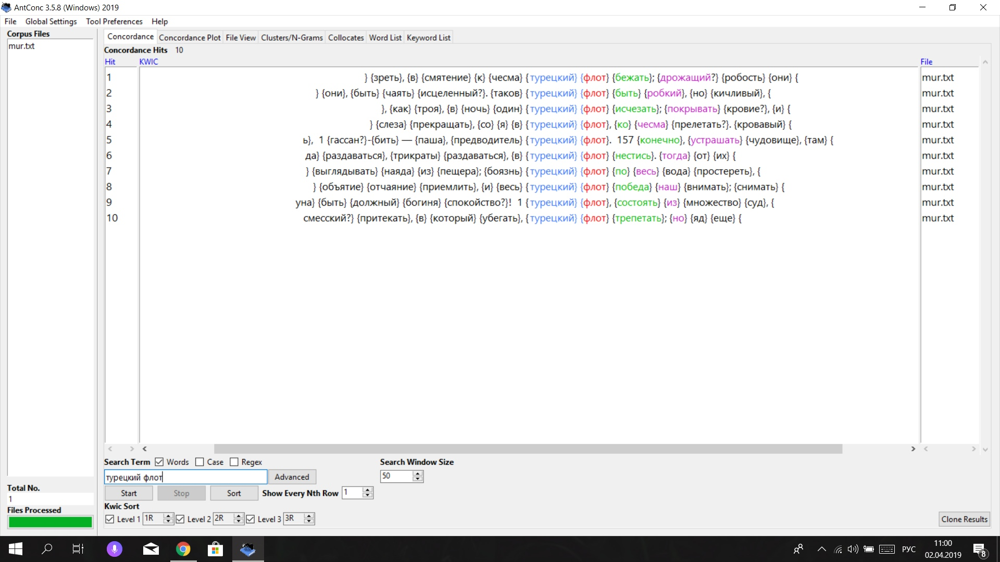 AntConc 3.5.8 (Windows) 2019
File Global Settings Tool Preferences Help
Corpus Files
mur.txt
Concordance Concordance Plot File View Clusters/N-Grams Collocates Word List Keyword List
Concordance Hits 10
Hit KWIC File
1 } {зреть}, {в} {смятение} {к} {чесма} {турецкий} {флот} {бежать}; {дрожащий?} {робость} {они} { mur.txt
2 } {они}, {быть} {чаять} {исцеленный?}. {таков} {турецкий} {флот} {быть} {робкий}, {но} {кичливый}, { mur.txt
3 }, {как} {троя}, {в} {ночь} {один} {турецкий} {флот} {исчезать}; {покрывать} {кровие?}, {и} { mur.txt
4 } {слеза} {прекращать}, {со} {я} {в} {турецкий} {флот}, {ко} {чесма} {прелетать?}. {кровавый} { mur.txt
5 ь}, 1 {гассан?}-{бить} — {паша}, {предводитель} {турецкий} {флот}. 157 {конечно}, {устрашать} {чудовище}, {там} { mur.txt
6 да} {раздаваться}, {трикраты} {раздаваться}, {в} {турецкий} {флот} {нестись}. {тогда} {от} {их} { mur.txt
7 } {выглядывать} {наяда} {из} {пещера}; {боязнь} {турецкий} {флот} {по} {весь} {вода} {простереть}, { mur.txt
8 } {объятие} {отчаяние} {приемлить}, {и} {весь} {турецкий} {флот} {победа} {наш} {внимать}; {снимать} { mur.txt
9 уна} {быть} {должный} {богиня} {спокойство?}! 1 {турецкий} {флот}, {состоять} {из} {множество} {суд}, { mur.txt
10 смесский?} {притекать}, {в} {который} {убегать}, {турецкий} {флот} {трепетать}; {но} {яд} {еще} { mur.txt
Search Term Words Case Regex Search Window Size
турецкий флот Advanced 50
Total No.
1
Start Stop Sort Show Every Nth Row 1
Files Processed
Kwic Sort
Level 1 1R Level 2 2R Level 3 3R Clone Results
РУС 11:00
02.04.2019 8